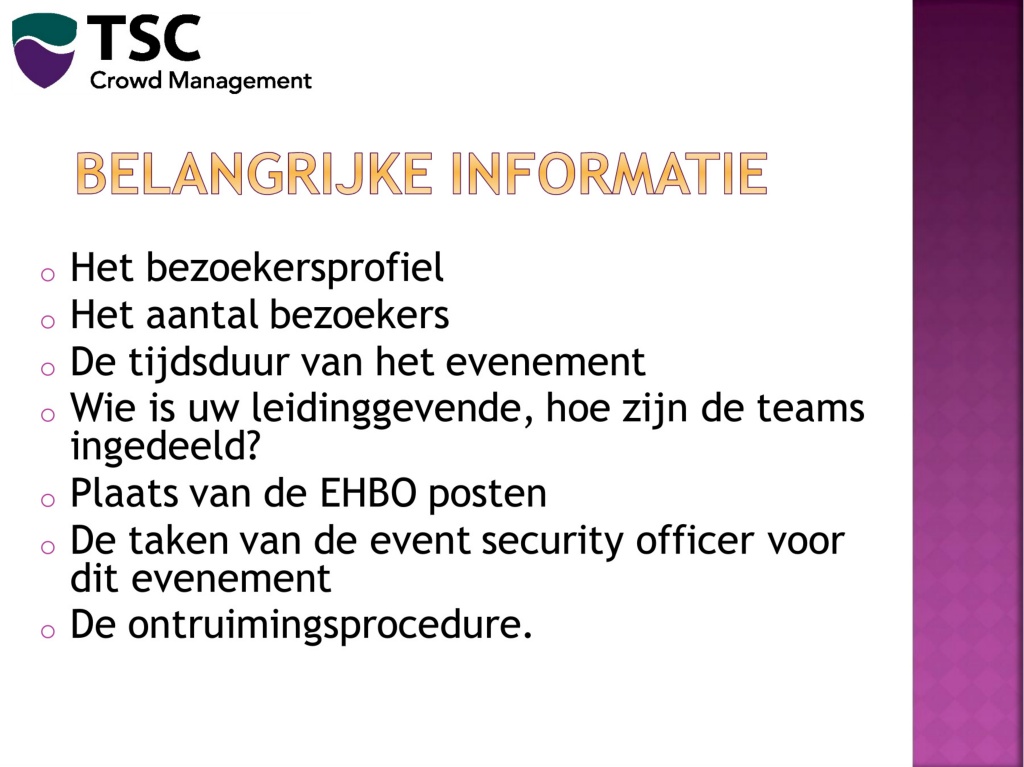 TSC
Crowd Management
BELANGRIJKE INFORMATIE
o Het bezoekersprofiel
o Het aantal bezoekers
o De tijdsduur van het evenement
o Wie is uw leidinggevende, hoe zijn de teams
ingedeeld?
o Plaats van de EHBO posten
o De taken van de event security officer voor
dit evenement
o De ontruimingsprocedure.